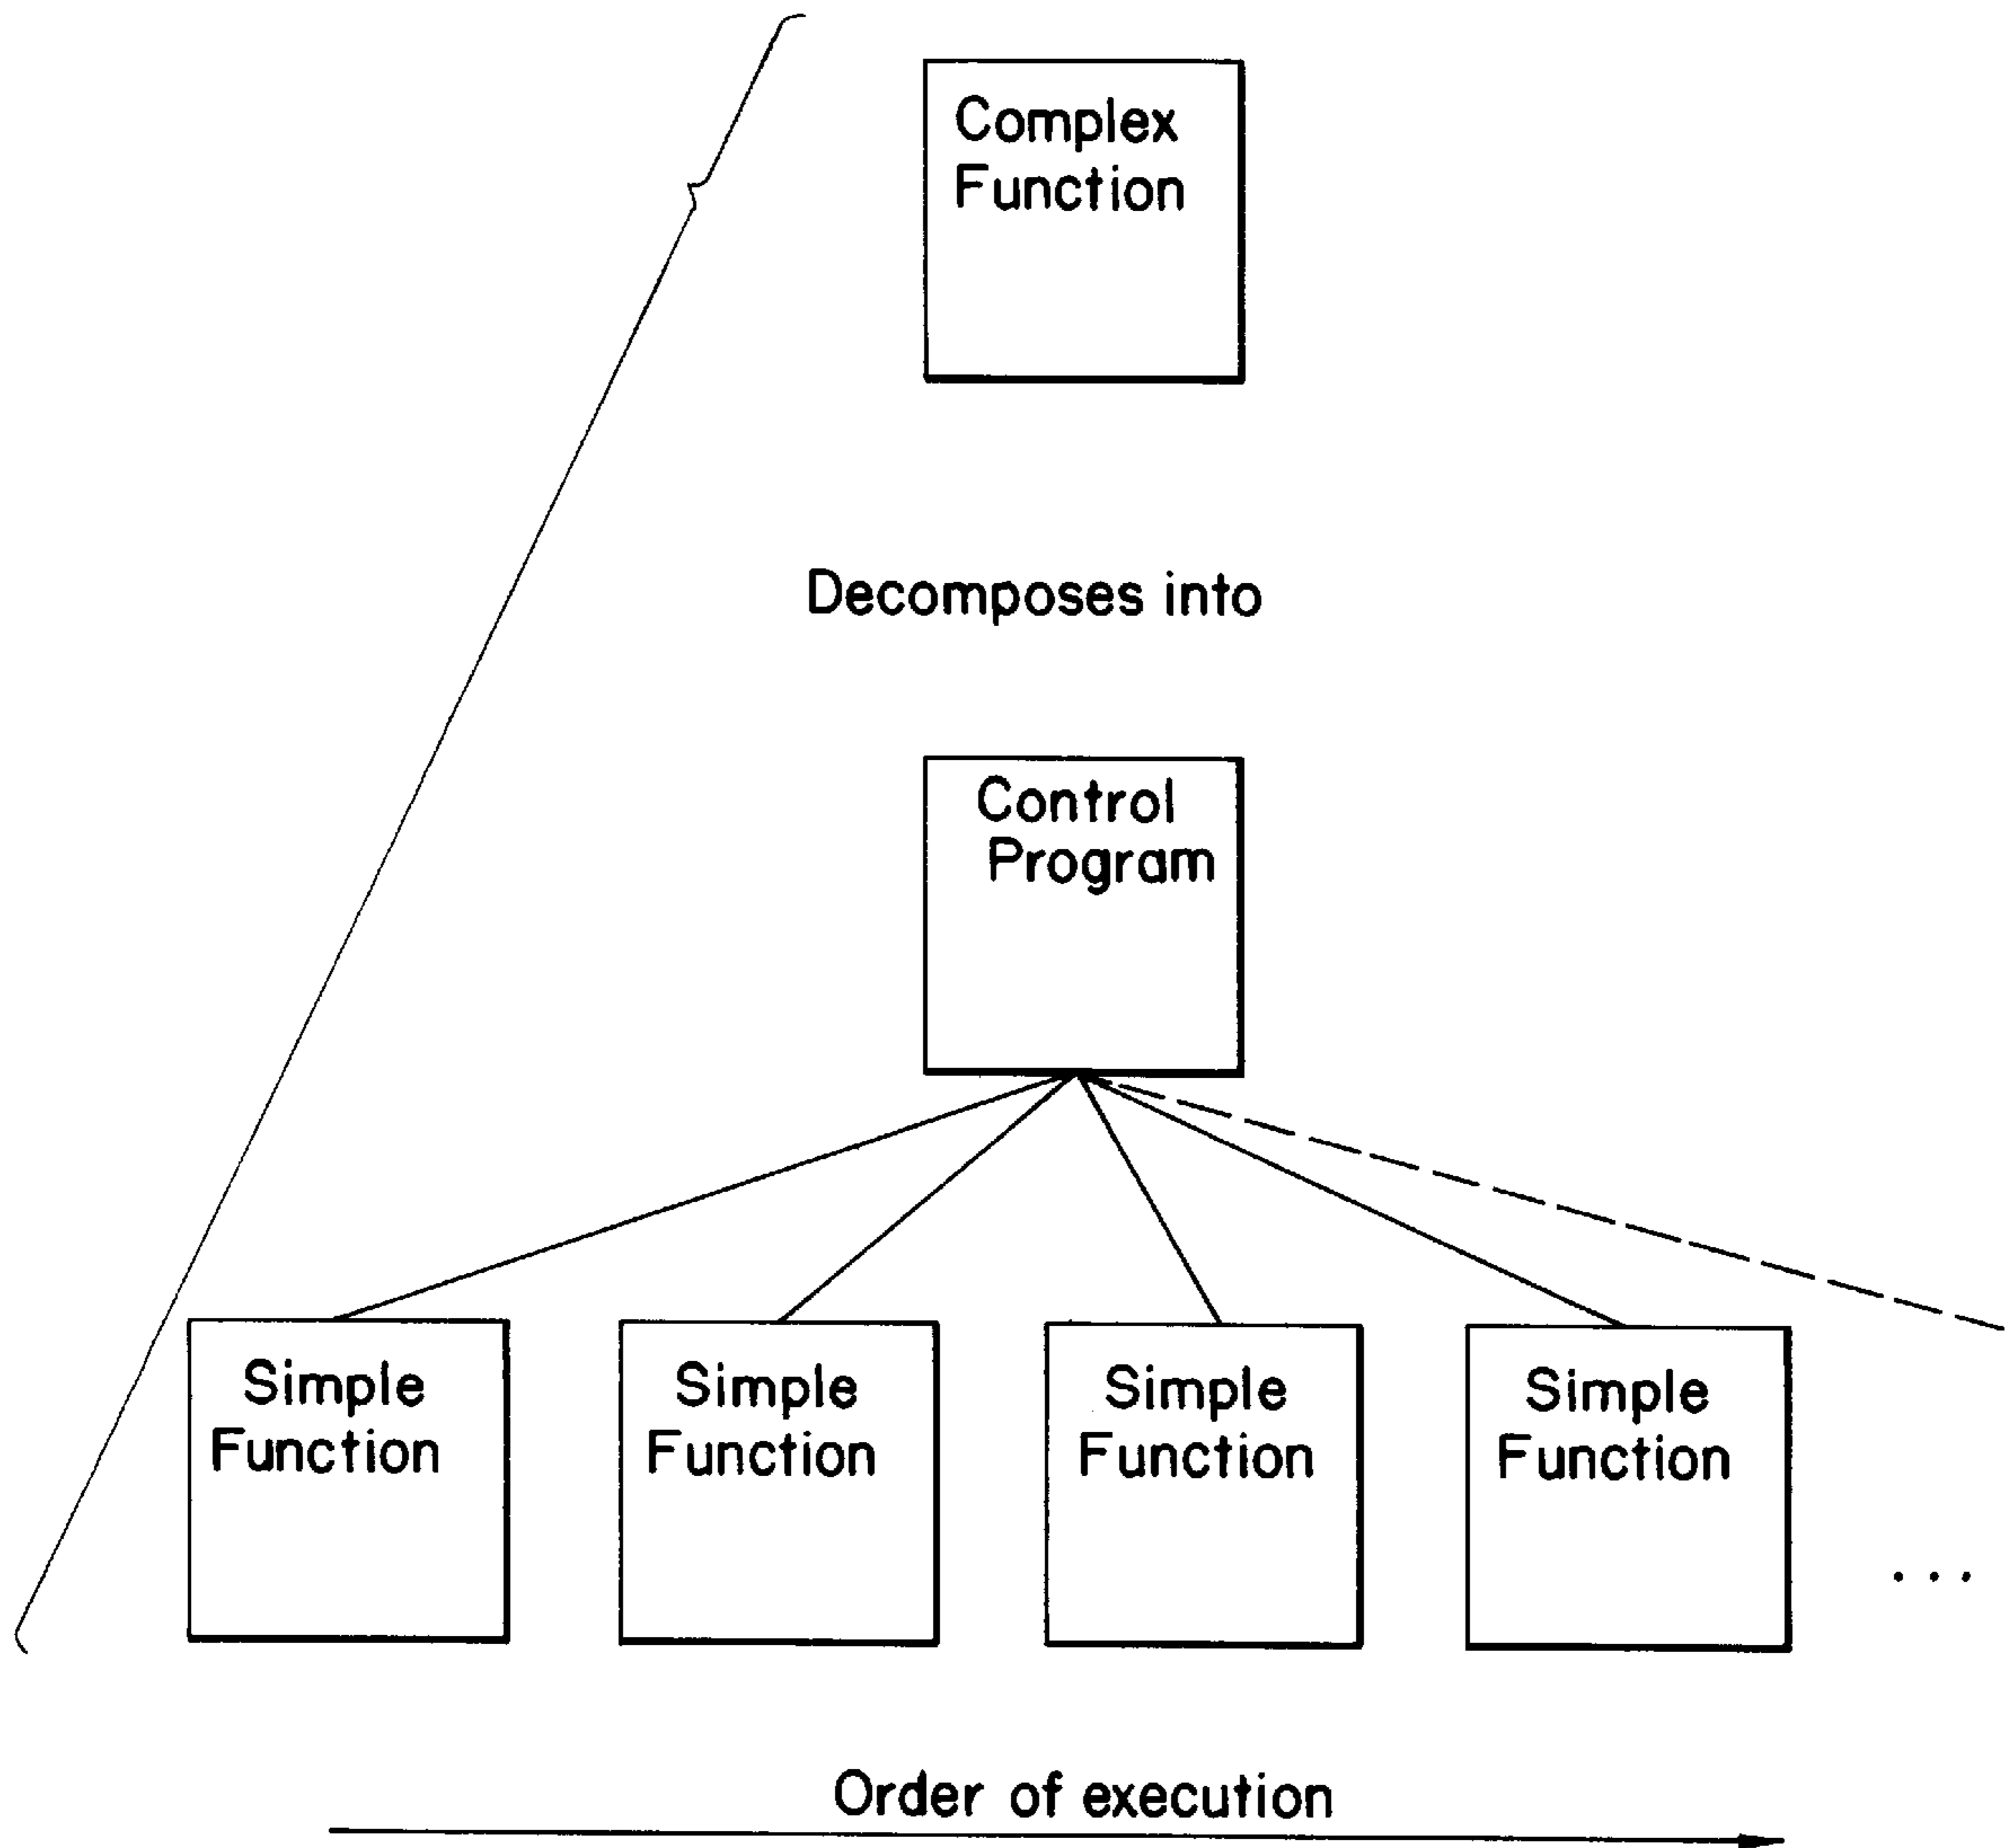 Complex
Function
Decomposes into
Control
Program
Simple
Function
Simple
Function
Simple
Function
Simple
Function
...
Order of execution